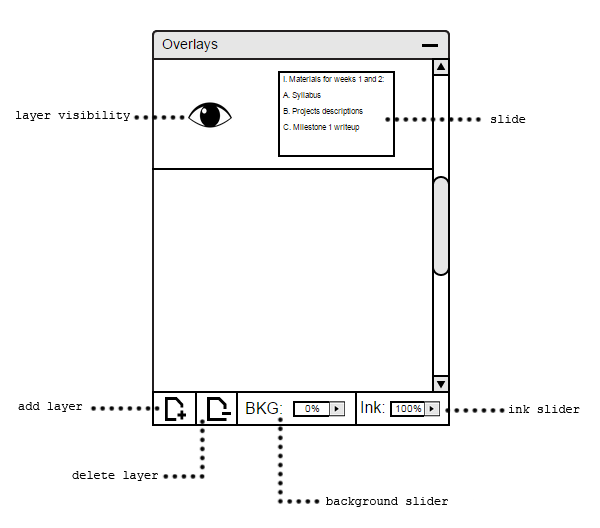 Overlays
I. Materials for weeks 1 and 2:
A. Syllabus
B. Projects descriptions
C. Milestone 1 writeup
layer visibility
slide
add layer
BKG:
0%
Ink:
100%
ink slider
delete layer
background slider